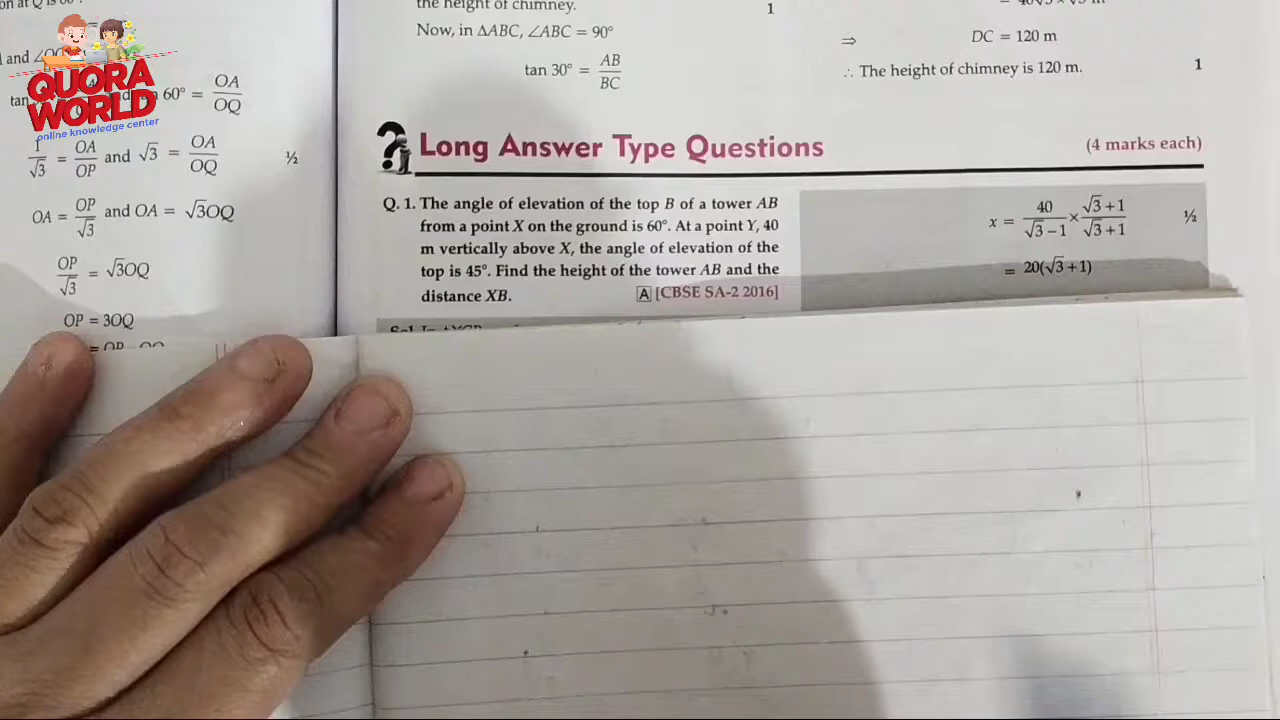 QUORA
WORLD
online knowledge center
60° = OA/OQ
1/√3 = OA/OP and √3 = OA/OQ ½
OA = OP/√3 and OA = √3OQ
OP/√3 = √3OQ
OP = 3OQ
the height of chimney. 1
Now, in ΔABC, ∠ABC = 90°
tan 30° = AB/BC
⇒ DC = 120 m
∴ The height of chimney is 120 m. 1
Long Answer Type Questions (4 marks each)
Q. 1. The angle of elevation of the top B of a tower AB
from a point X on the ground is 60°. At a point Y, 40
m vertically above X, the angle of elevation of the
top is 45°. Find the height of the tower AB and the
distance XB. A [CBSE SA-2 2016]
x = 40/√3−1 × √3+1/√3+1 ½
= 20(√3+1)